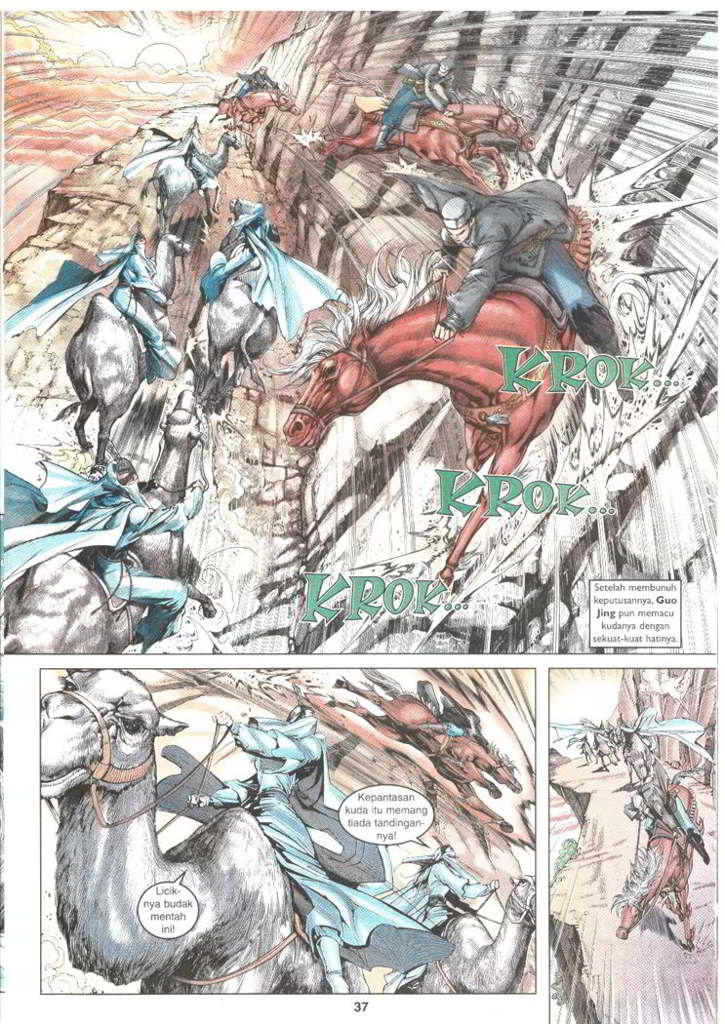 KROK...
KROK...
KROK...
Setelah membunuh
keputusannya, Guo
Jing pun memacu
kudanya dengan
sekuat-kuat hatinya.
Kepantasan
kuda itu memang
tiada tandingan-
nya!
Licik-
nya budak
mentah
ini!
37